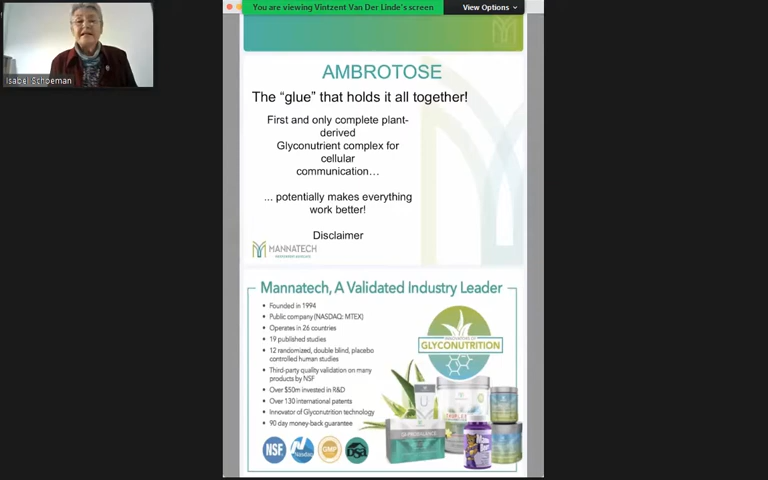 You are viewing Vintzent Van Der Linde's screen
View Options
Isabel Schoeman
AMBROTOSE
The "glue" that holds it all together!
First and only complete plant-
derived
Glyconutrient complex for
cellular
communication…
... potentially makes everything
work better!
Disclaimer
MANNATECH
Mannatech, A Validated Industry Leader
• Founded in 1994
• Public company (NASDAQ: MTEX)
• Operates in 26 countries
• 19 published studies
• 12 randomized, double blind, placebo
controlled human studies
• Third-party quality validation on many
products by NSF
• Over $50m invested in R&D
• Over 130 international patents
• Innovator of Glyconutrition technology
• 90 day money-back guarantee
GLYCONUTRITION
NSF
Nasdaq
GMP
DSA